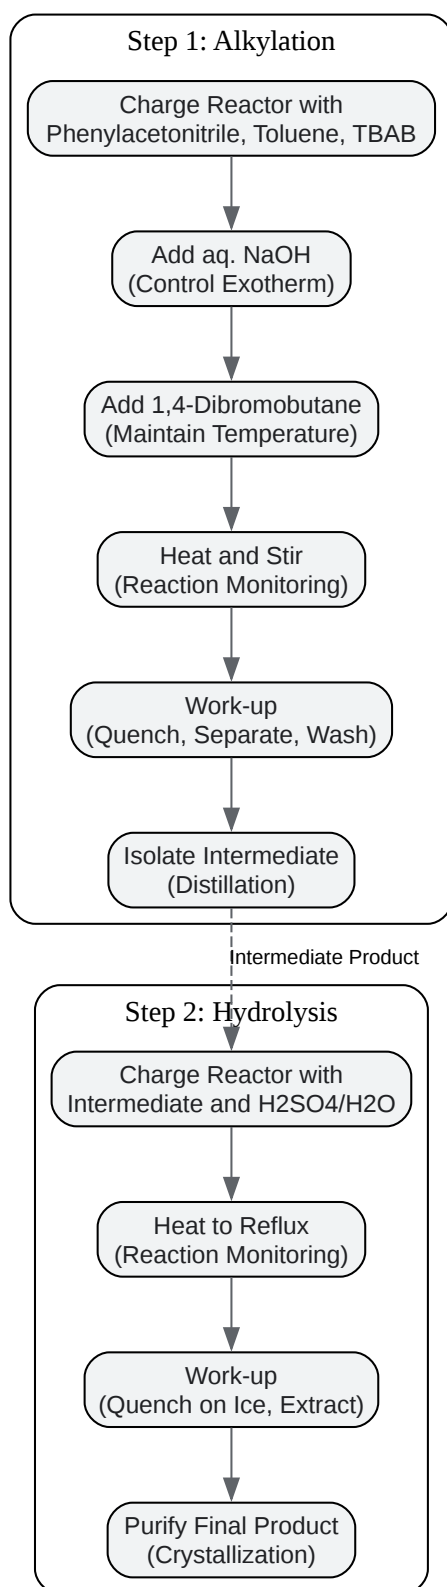 Step 1: Alkylation
Charge Reactor with
Phenylacetonitrile, Toluene, TBAB
Add aq. NaOH
(Control Exotherm)
Add 1,4-Dibromobutane
(Maintain Temperature)
Heat and Stir
(Reaction Monitoring)
Work-up
(Quench, Separate, Wash)
Isolate Intermediate
(Distillation)
Intermediate Product
Step 2: Hydrolysis
Charge Reactor with
Intermediate and H2SO4/H2O
Heat to Reflux
(Reaction Monitoring)
Work-up
(Quench on Ice, Extract)
Purify Final Product
(Crystallization)